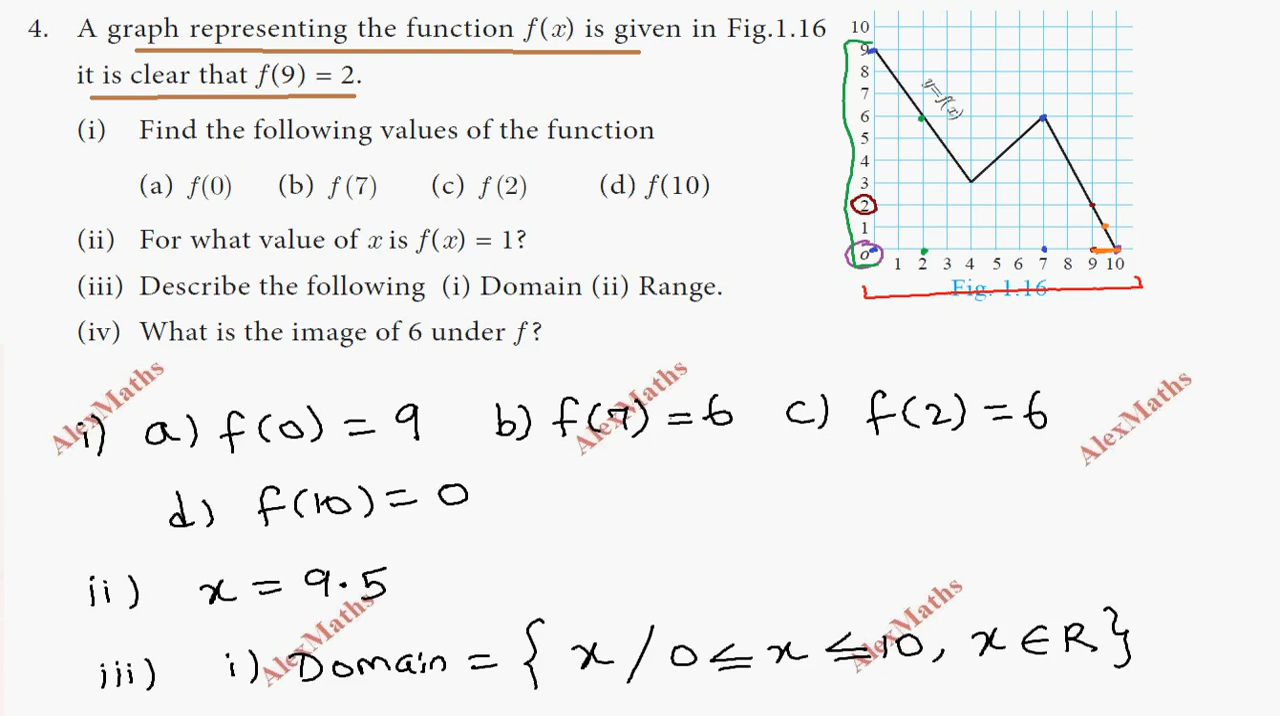 4. A graph representing the function f(x) is given in Fig.1.16
it is clear that f(9) = 2.
(i) Find the following values of the function
(a) f(0) (b) f(7) (c) f(2) (d) f(10)
(ii) For what value of x is f(x) = 1?
(iii) Describe the following (i) Domain (ii) Range.
(iv) What is the image of 6 under f?
10
9
8
7
6
5
4
3
2
1
0
y=f(x)
1 2 3 4 5 6 7 8 9 10
Fig. 1.16
AlexMaths
AlexMaths
AlexMaths
i) a) f(0) = 9 b) f(7) = 6 c) f(2) = 6
d) f(10) = 0
ii) x = 9.5
AlexMaths
AlexMaths
iii) i) Domain = { x / 0 ≤ x ≤ 10, x ∈ R }